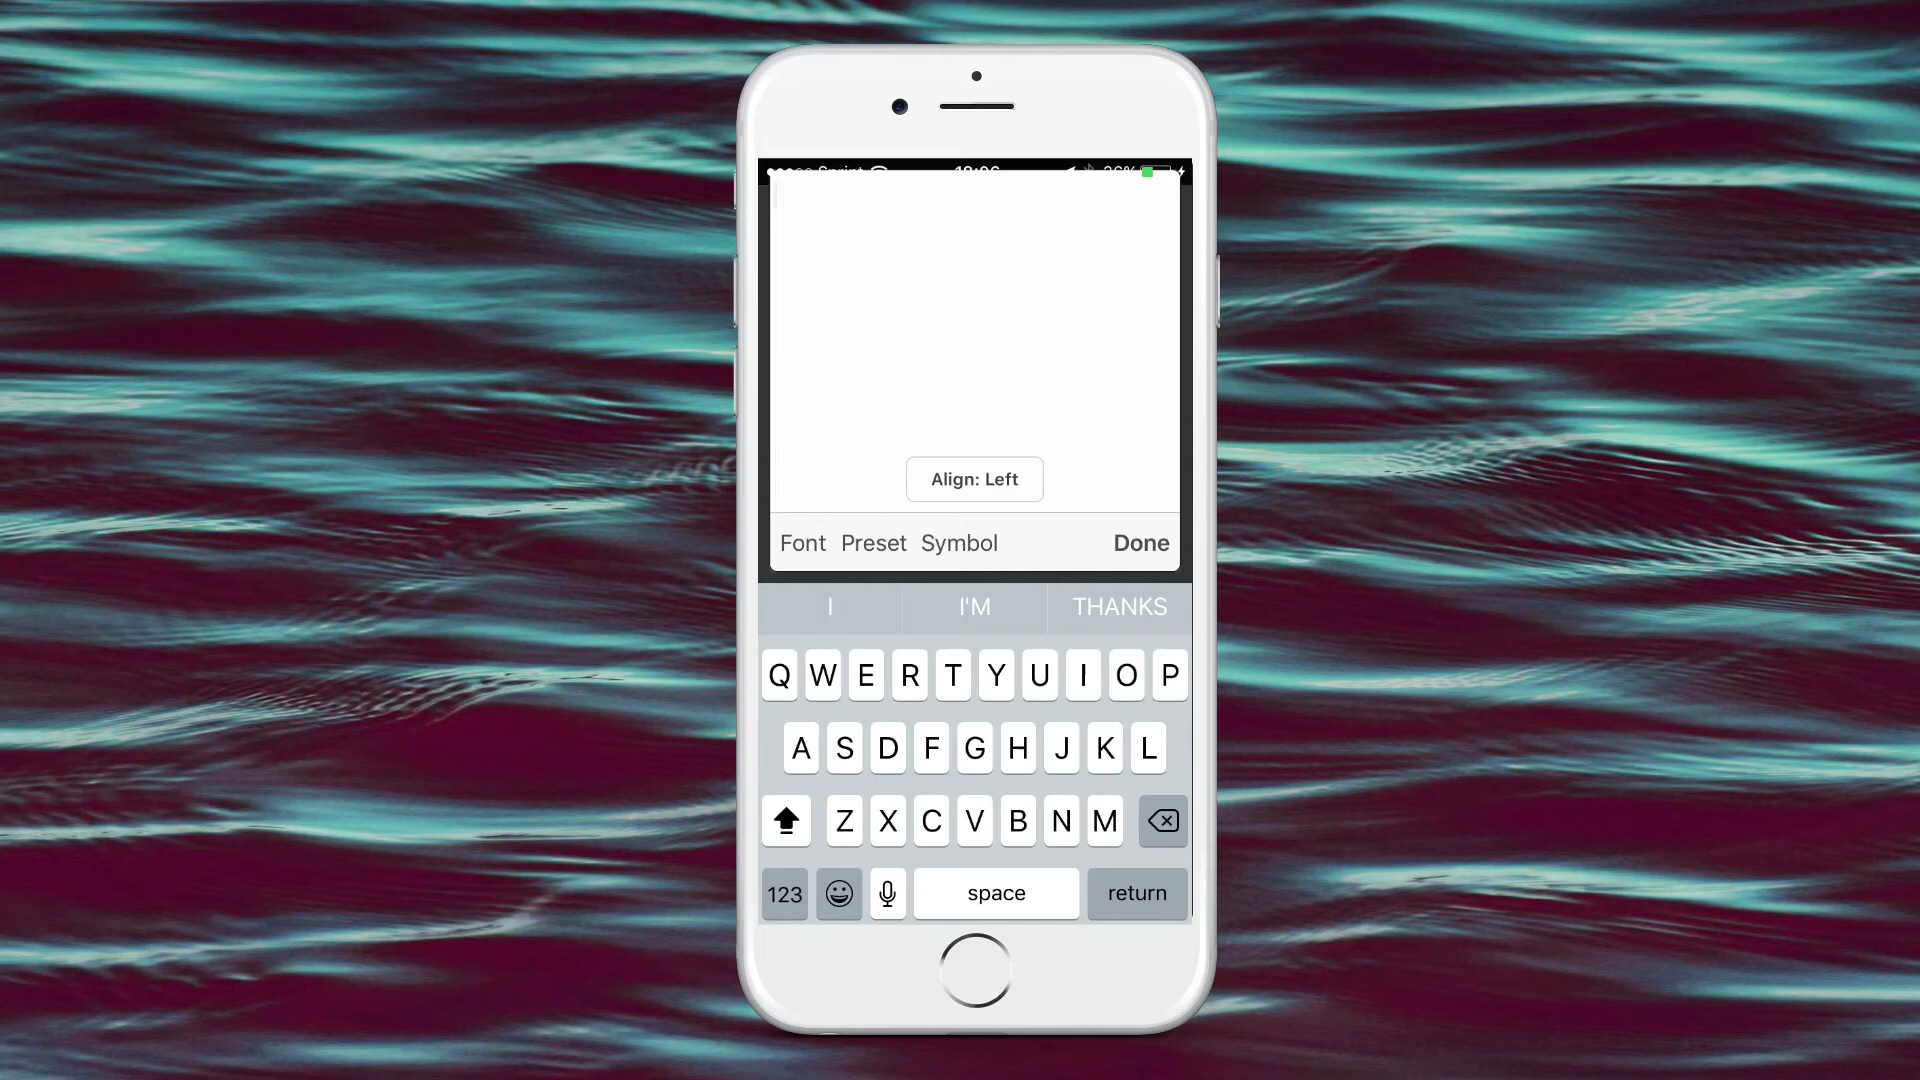 Align: Left
Font Preset Symbol Done
I I'M THANKS
Q W E R T Y U I O P
A S D F G H J K L
Z X C V B N M
123 space return